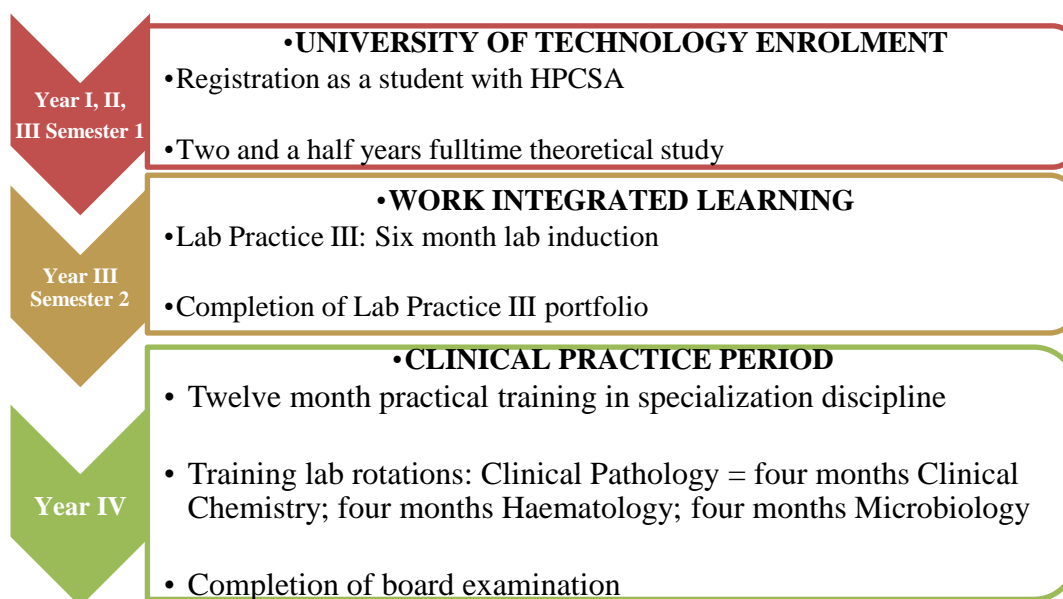 •UNIVERSITY OF TECHNOLOGY ENROLMENT
•Registration as a student with HPCSA
Year I, II,
III Semester 1
•Two and a half years fulltime theoretical study
•WORK INTEGRATED LEARNING
•Lab Practice III: Six month lab induction
Year III
Semester 2
•Completion of Lab Practice III portfolio
•CLINICAL PRACTICE PERIOD
• Twelve month practical training in specialization discipline
• Training lab rotations: Clinical Pathology = four months Clinical
Chemistry; four months Haematology; four months Microbiology
Year IV
• Completion of board examination